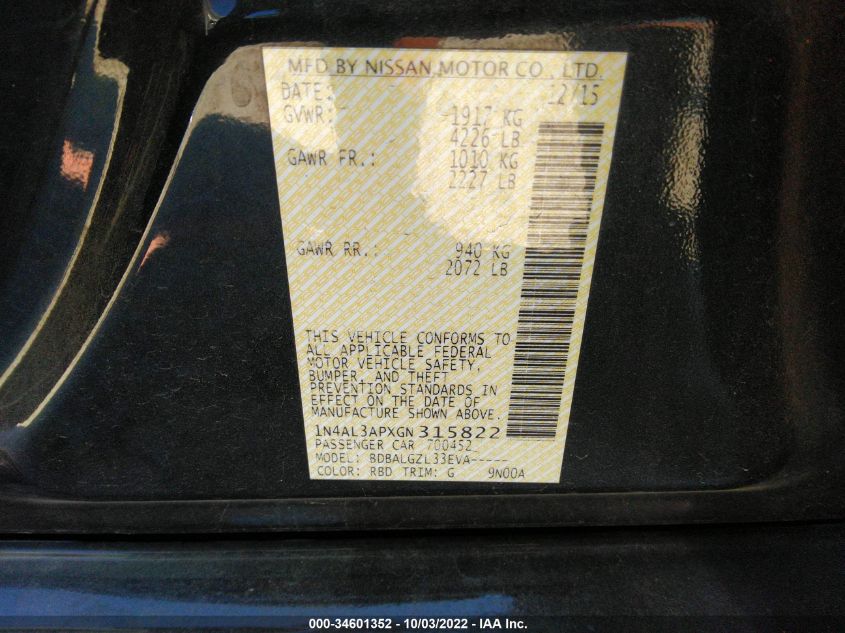 MFD BY NISSAN MOTOR CO., LTD.
DATE: 12/15
GVWR: 1917 KG
4226 LB
GAWR FR.: 1010 KG
2227 LB
GAWR RR.: 940 KG
2072 LB
THIS VEHICLE CONFORMS TO
ALL APPLICABLE FEDERAL
MOTOR VEHICLE SAFETY,
BUMPER, AND THEFT
PREVENTION STANDARDS IN
EFFECT ON THE DATE OF
MANUFACTURE SHOWN ABOVE.
1N4AL3APXGN315822
PASSENGER CAR 700452
MODEL: BDBALGZL33EVA-----
COLOR: RBD TRIM: G 9N00A
000-34601352 - 10/03/2022 - IAA Inc.